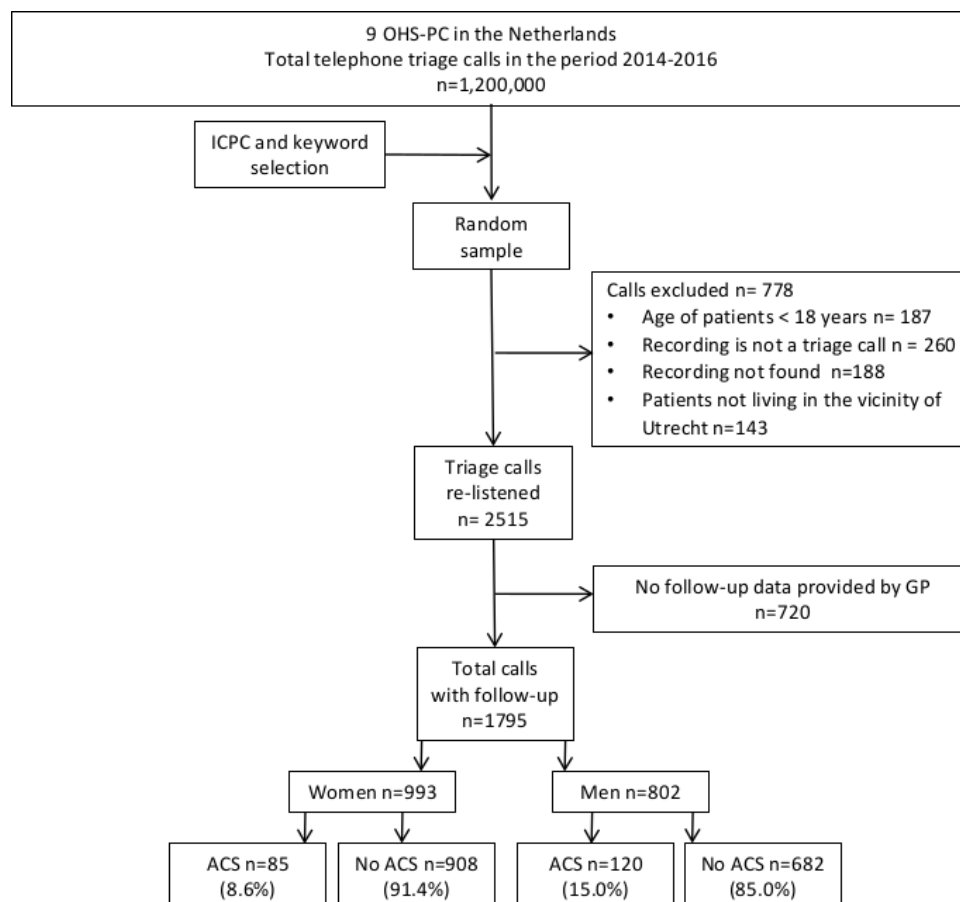 9 OHS-PC in the Netherlands
Total telephone triage calls in the period 2014-2016
n=1,200,000
ICPC and keyword
selection
Random
sample
Calls excluded n= 778
• Age of patients < 18 years n= 187
• Recording is not a triage call n = 260
• Recording not found n=188
• Patients not living in the vicinity of
Utrecht n=143
Triage calls
re-listened
n= 2515
No follow-up data provided by GP
n=720
Total calls
with follow-up
n=1795
Women n=993
Men n=802
ACS n=85
(8.6%)
No ACS n=908
(91.4%)
ACS n=120
(15.0%)
No ACS n=682
(85.0%)